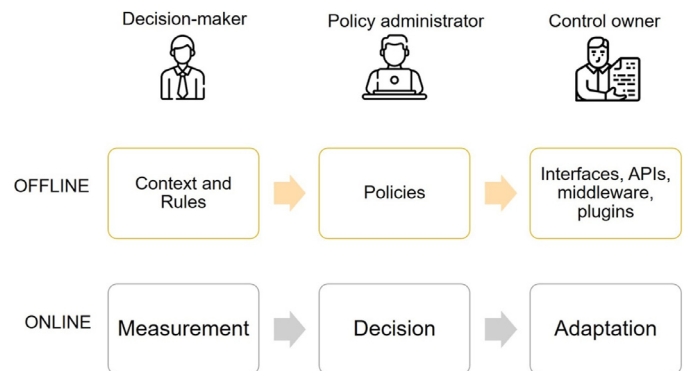 Decision-maker
Policy administrator
Control owner
OFFLINE
Context and
Rules
Policies
Interfaces, APIs,
middleware,
plugins
ONLINE
Measurement
Decision
Adaptation